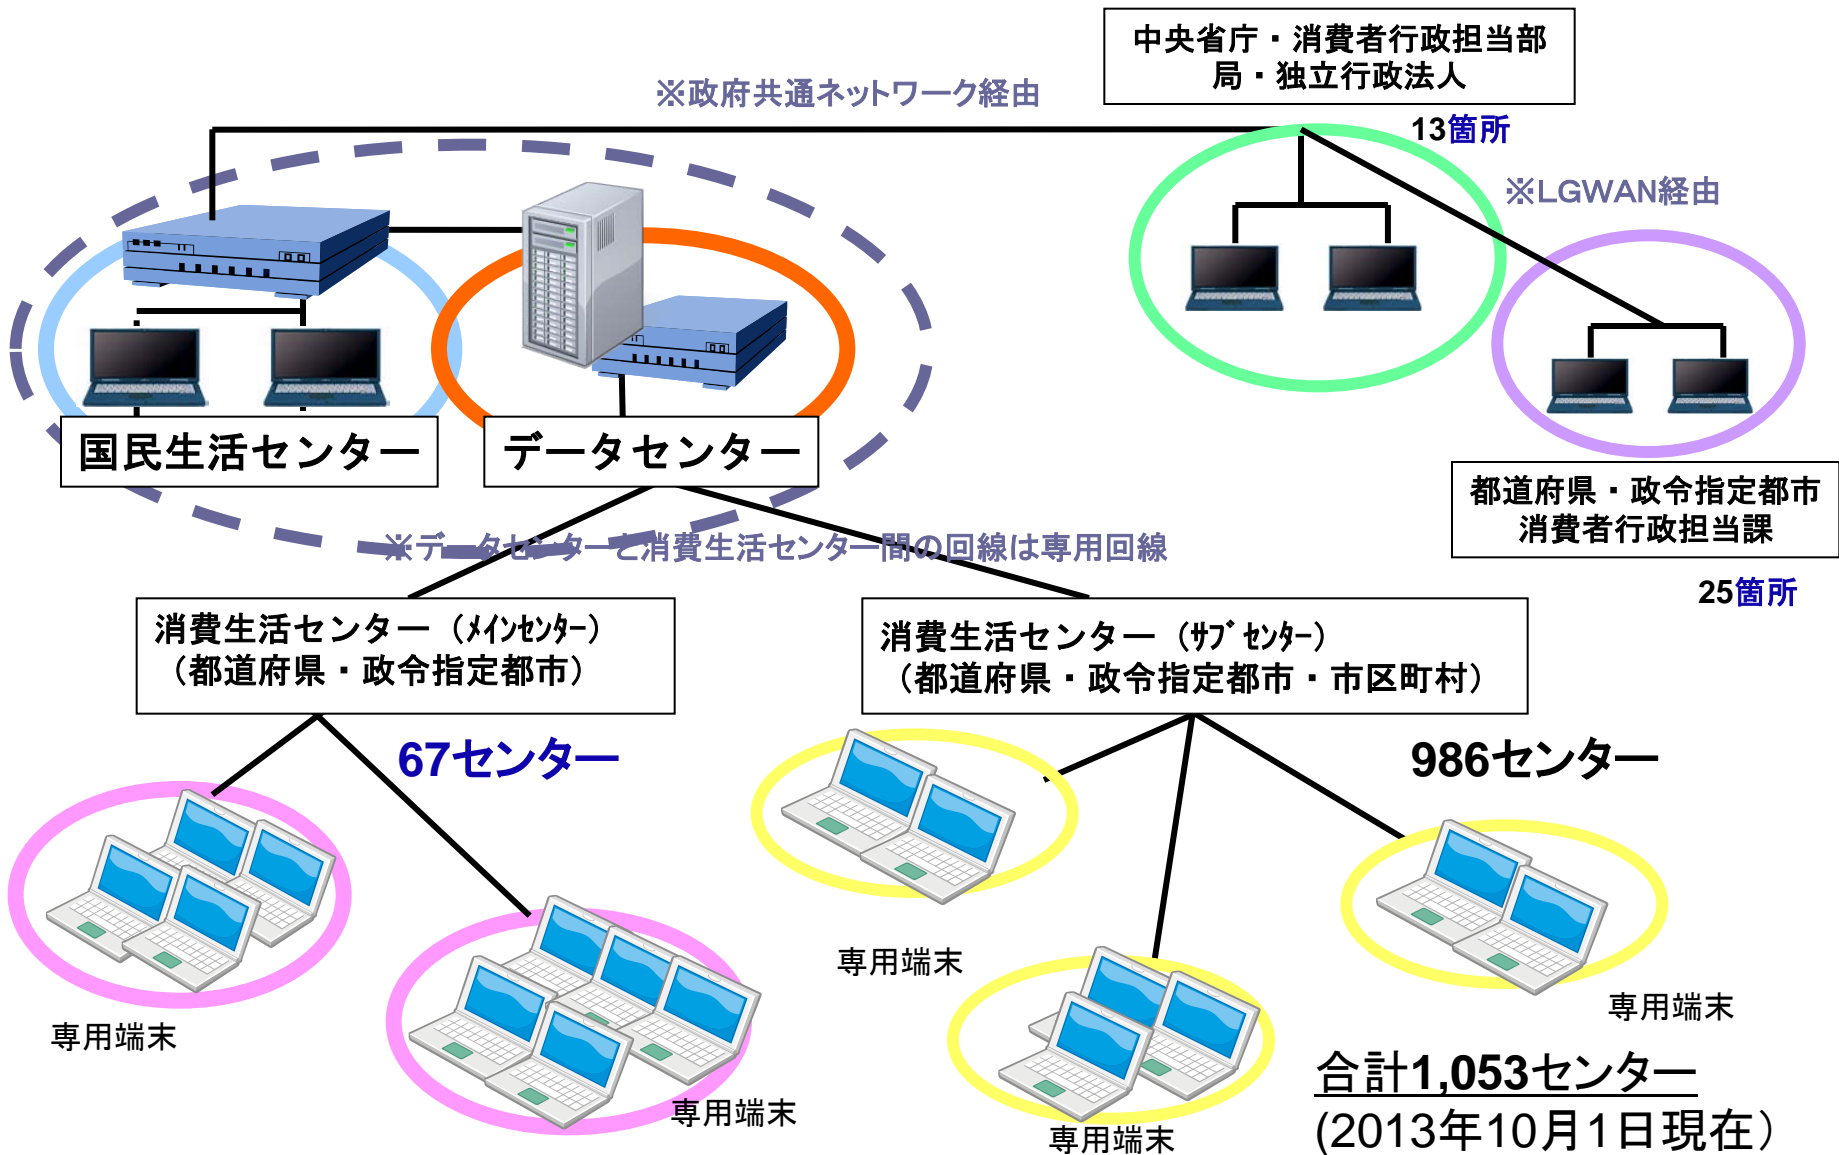 中央省庁・消費者行政担当部
局・独立行政法人
※政府共通ネットワーク経由
13箇所
※LGWAN経由
国民生活センター
データセンター
都道府県・政令指定都市
消費者行政担当課
25箇所
※データセンターと消費生活センター間の回線は専用回線
消費生活センター（ﾒｲﾝｾﾝﾀｰ）
（都道府県・政令指定都市）
消費生活センター（ｻﾌﾞｾﾝﾀｰ）
（都道府県・政令指定都市・市区町村）
67センター
986センター
専用端末
専用端末
専用端末
専用端末
専用端末
合計1,053センター
(2013年10月1日現在）